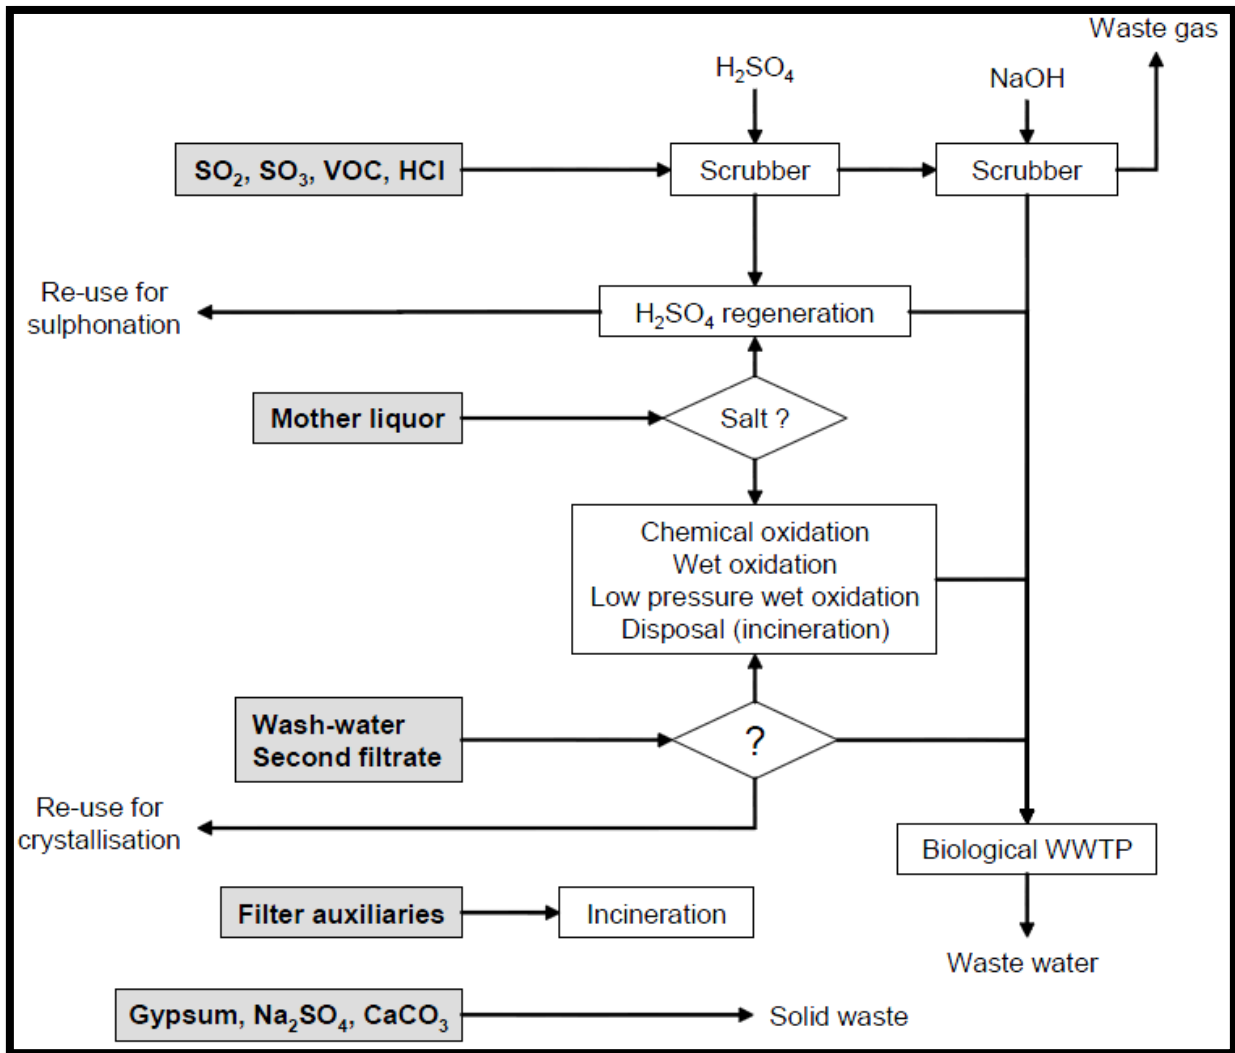 Waste gas
H₂SO₄
NaOH
SO₂, SO₃, VOC, HCl
Scrubber
Scrubber
Re-use for
sulphonation
H₂SO₄ regeneration
Mother liquor
Salt ?
Chemical oxidation
Wet oxidation
Low pressure wet oxidation
Disposal (incineration)
Wash-water
Second filtrate
?
Re-use for
crystallisation
Biological WWTP
Filter auxiliaries
Incineration
Waste water
Gypsum, Na₂SO₄, CaCO₃
Solid waste